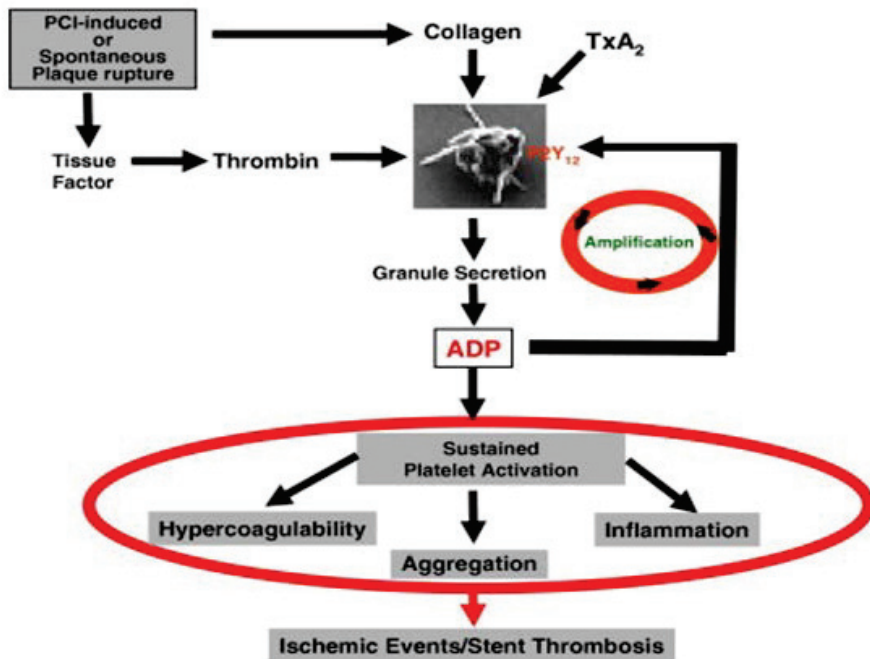 PCI-induced
or
Spontaneous
Plaque rupture
Collagen
TxA₂
Tissue
Factor
Thrombin
P2Y₁₂
Amplification
Granule Secretion
ADP
Sustained
Platelet Activation
Hypercoagulability
Inflammation
Aggregation
Ischemic Events/Stent Thrombosis